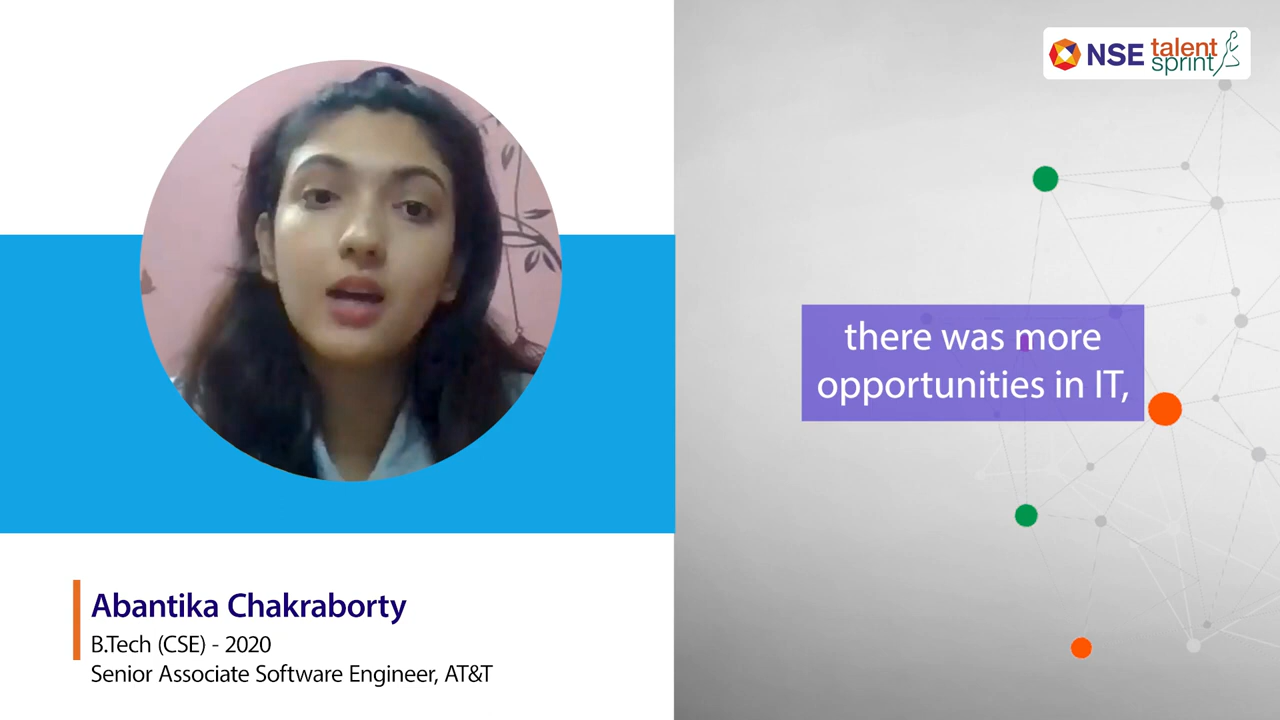 NSE talent
sprint
there was more
opportunities in IT,
Abantika Chakraborty
B.Tech (CSE) - 2020
Senior Associate Software Engineer, AT&T